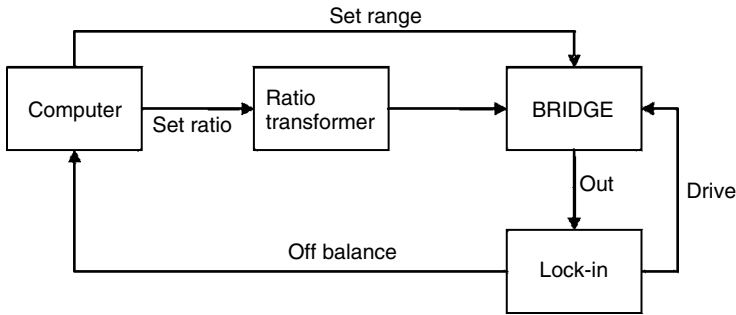 Set range
Computer
Set ratio
Ratio
transformer
BRIDGE
Out
Drive
Off balance
Lock-in